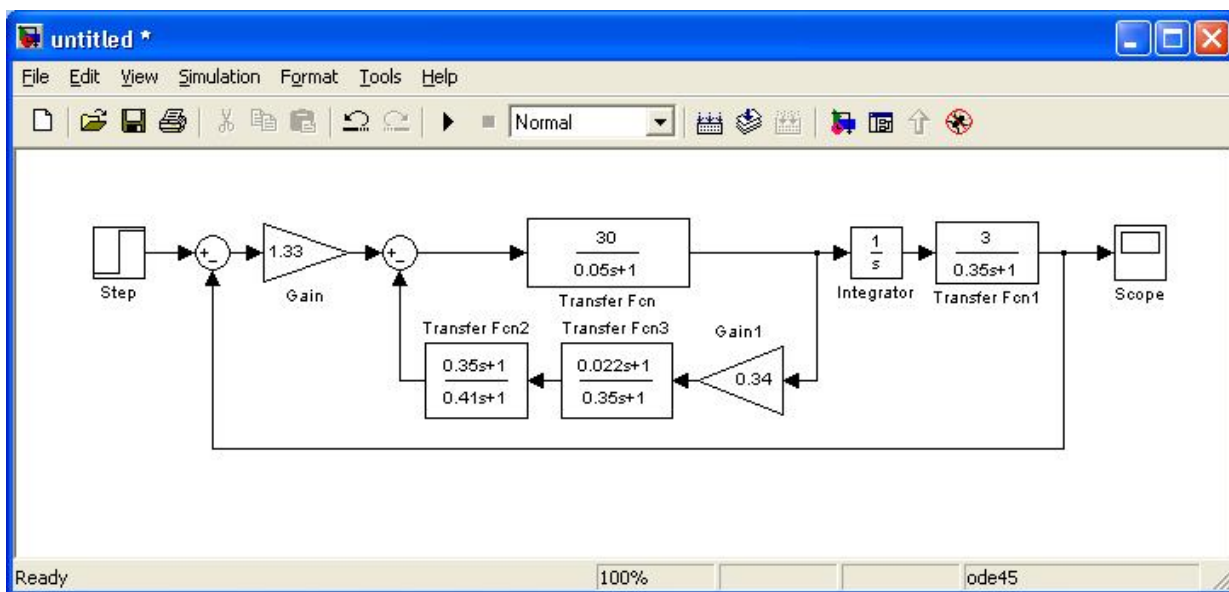 untitled *
File Edit View Simulation Format Tools Help
Normal
Step
+
-
1.33
Gain
+
-
30
0.05s+1
Transfer Fcn
1
s
Integrator
3
0.35s+1
Transfer Fcn1
Scope
Transfer Fcn2
0.35s+1
0.41s+1
Transfer Fcn3
0.022s+1
0.35s+1
Gain1
0.34
Ready 100% ode45